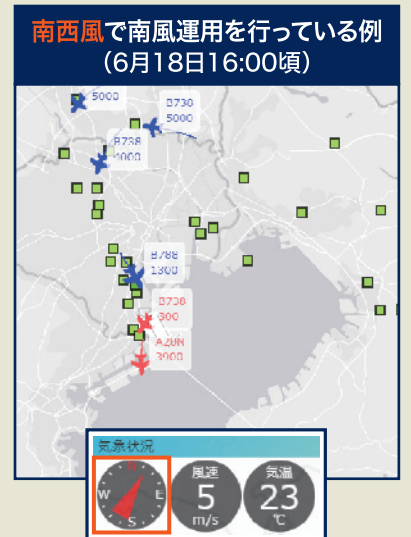 南西風で南風運用を行っている例
（6月18日16:00頃）
5000
B738
5000
B738
4000
B788
1300
B738
300
A20N
3900
気象状況
N
W
E
S
風速
5
m/s
気温
23
℃